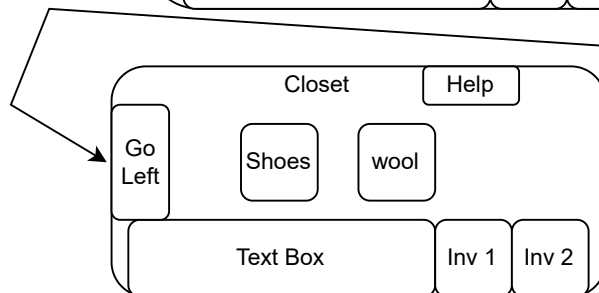 Closet
Help
Go
Left
Shoes
wool
Text Box
Inv 1
Inv 2